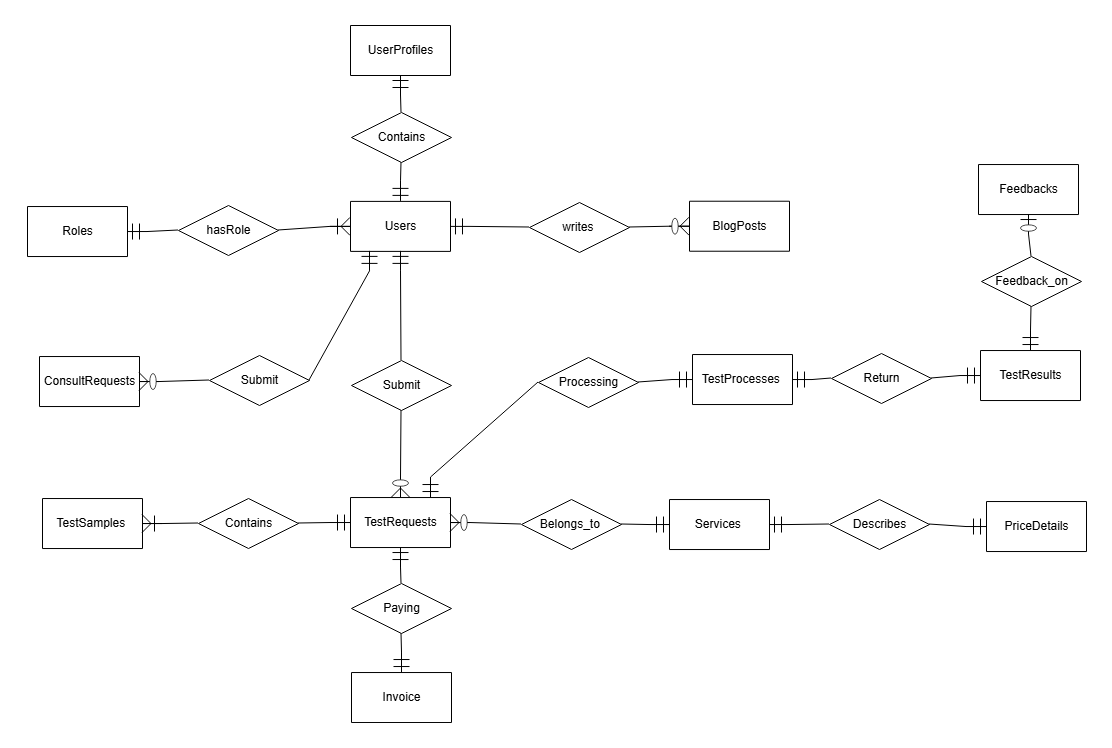 UserProfiles
Contains
Feedbacks
Roles
hasRole
Users
writes
BlogPosts
Feedback_on
ConsultRequests
Submit
Submit
Processing
TestProcesses
Return
TestResults
TestSamples
Contains
TestRequests
Belongs_to
Services
Describes
PriceDetails
Paying
Invoice